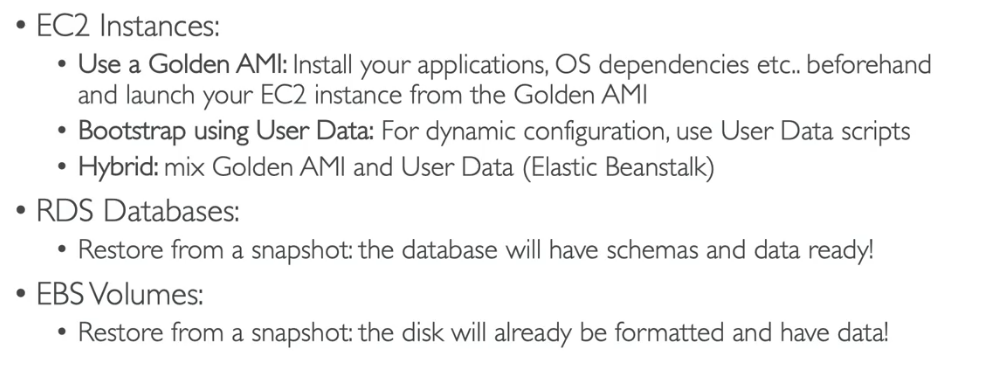 • EC2 Instances:
• Use a Golden AMI: Install your applications, OS dependencies etc.. beforehand
and launch your EC2 instance from the Golden AMI
• Bootstrap using User Data: For dynamic configuration, use User Data scripts
• Hybrid: mix Golden AMI and User Data (Elastic Beanstalk)
• RDS Databases:
• Restore from a snapshot: the database will have schemas and data ready!
• EBS Volumes:
• Restore from a snapshot: the disk will already be formatted and have data!